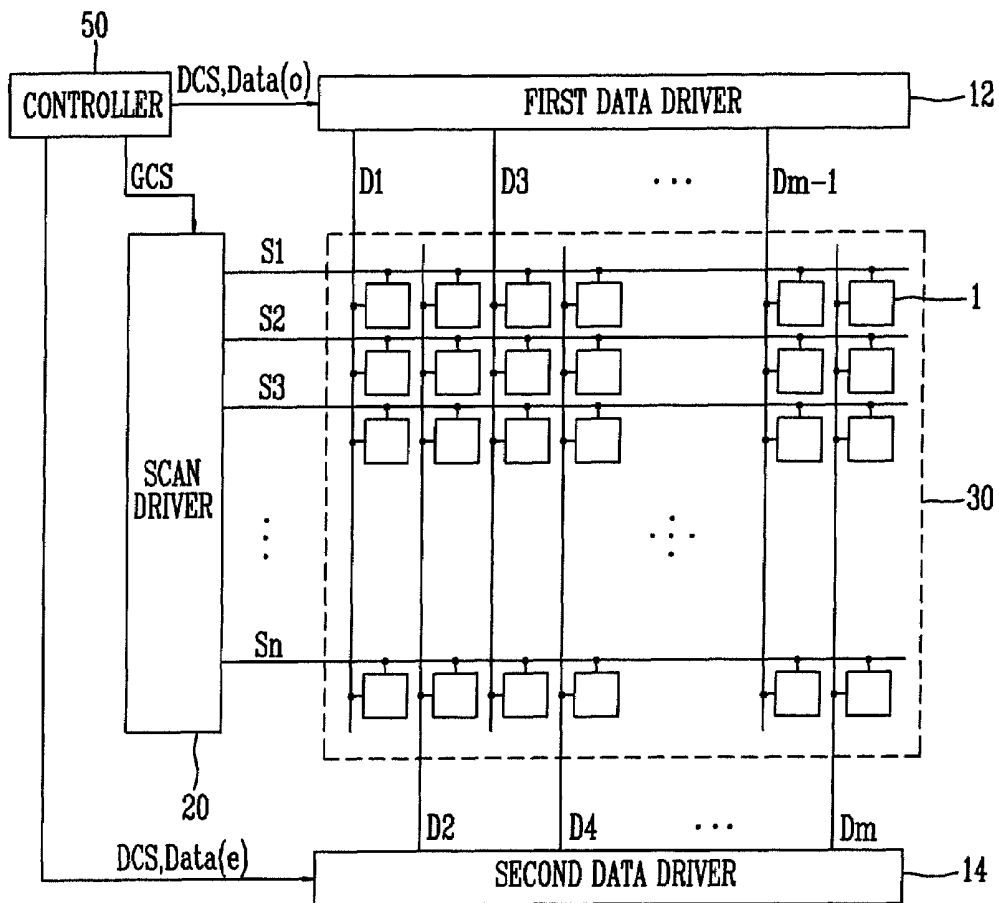 50
CONTROLLER
DCS,Data(o)
FIRST DATA DRIVER
12
GCS
D1
D3
...
Dm-1
S1
S2
S3
Sn
1
SCAN
DRIVER
30
20
D2
D4
...
Dm
DCS,Data(e)
SECOND DATA DRIVER
14